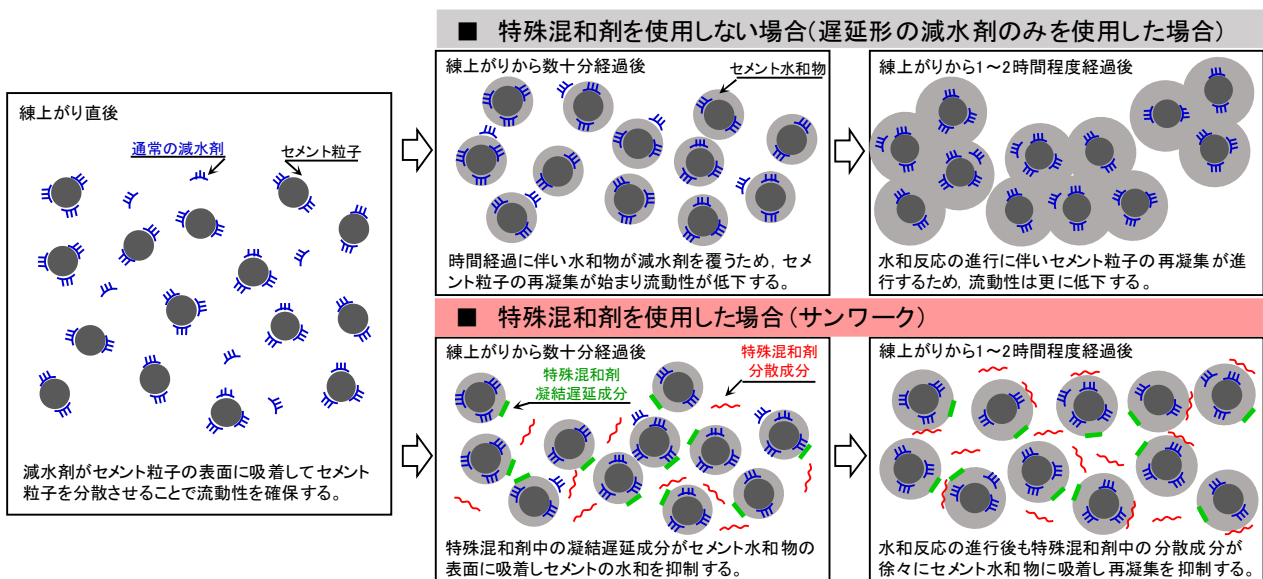 ■ 特殊混和剤を使用しない場合(遅延形の減水剤のみを使用した場合)
練上がり直後
通常の減水剤
セメント粒子
減水剤がセメント粒子の表面に吸着してセメント
粒子を分散させることで流動性を確保する。
練上がりから数十分経過後
セメント水和物
時間経過に伴い水和物が減水剤を覆うため,セメ
ント粒子の再凝集が始まり流動性が低下する。
練上がりから1~2時間程度経過後
水和反応の進行に伴いセメント粒子の再凝集が進
行するため,流動性は更に低下する。
■ 特殊混和剤を使用した場合(サンワーク)
練上がりから数十分経過後
特殊混和剤
凝結遅延成分
特殊混和剤
分散成分
特殊混和剤中の凝結遅延成分がセメント水和物の
表面に吸着しセメントの水和を抑制する。
練上がりから1~2時間程度経過後
水和反応の進行後も特殊混和剤中の分散成分が
徐々にセメント水和物に吸着し再凝集を抑制する。